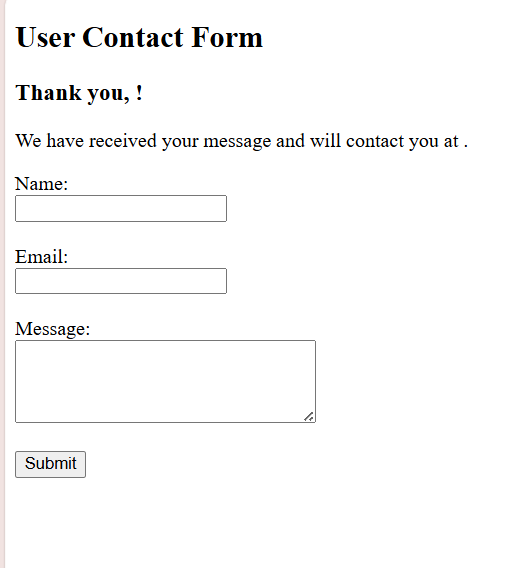 User Contact Form
Thank you, !
We have received your message and will contact you at .
Name:
Email:
Message:
Submit